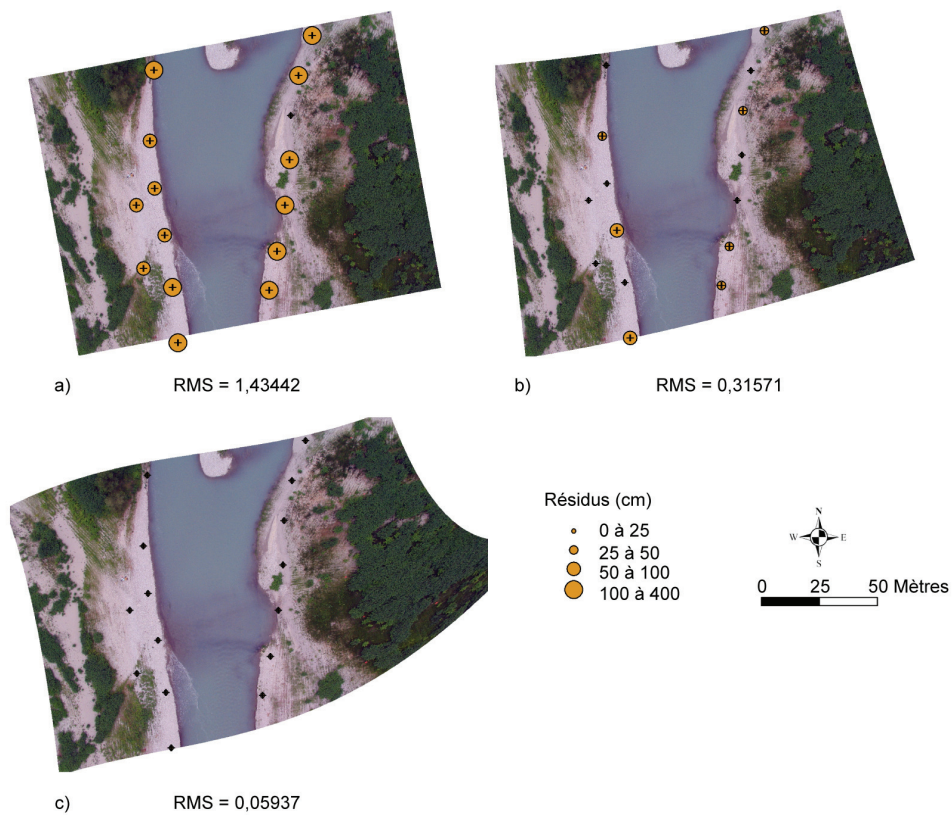 a)
RMS = 1,43442
b)
RMS = 0,31571
c)
RMS = 0,05937
Résidus (cm)
0 à 25
25 à 50
50 à 100
100 à 400
N
W
E
S
0 25 50 Mètres